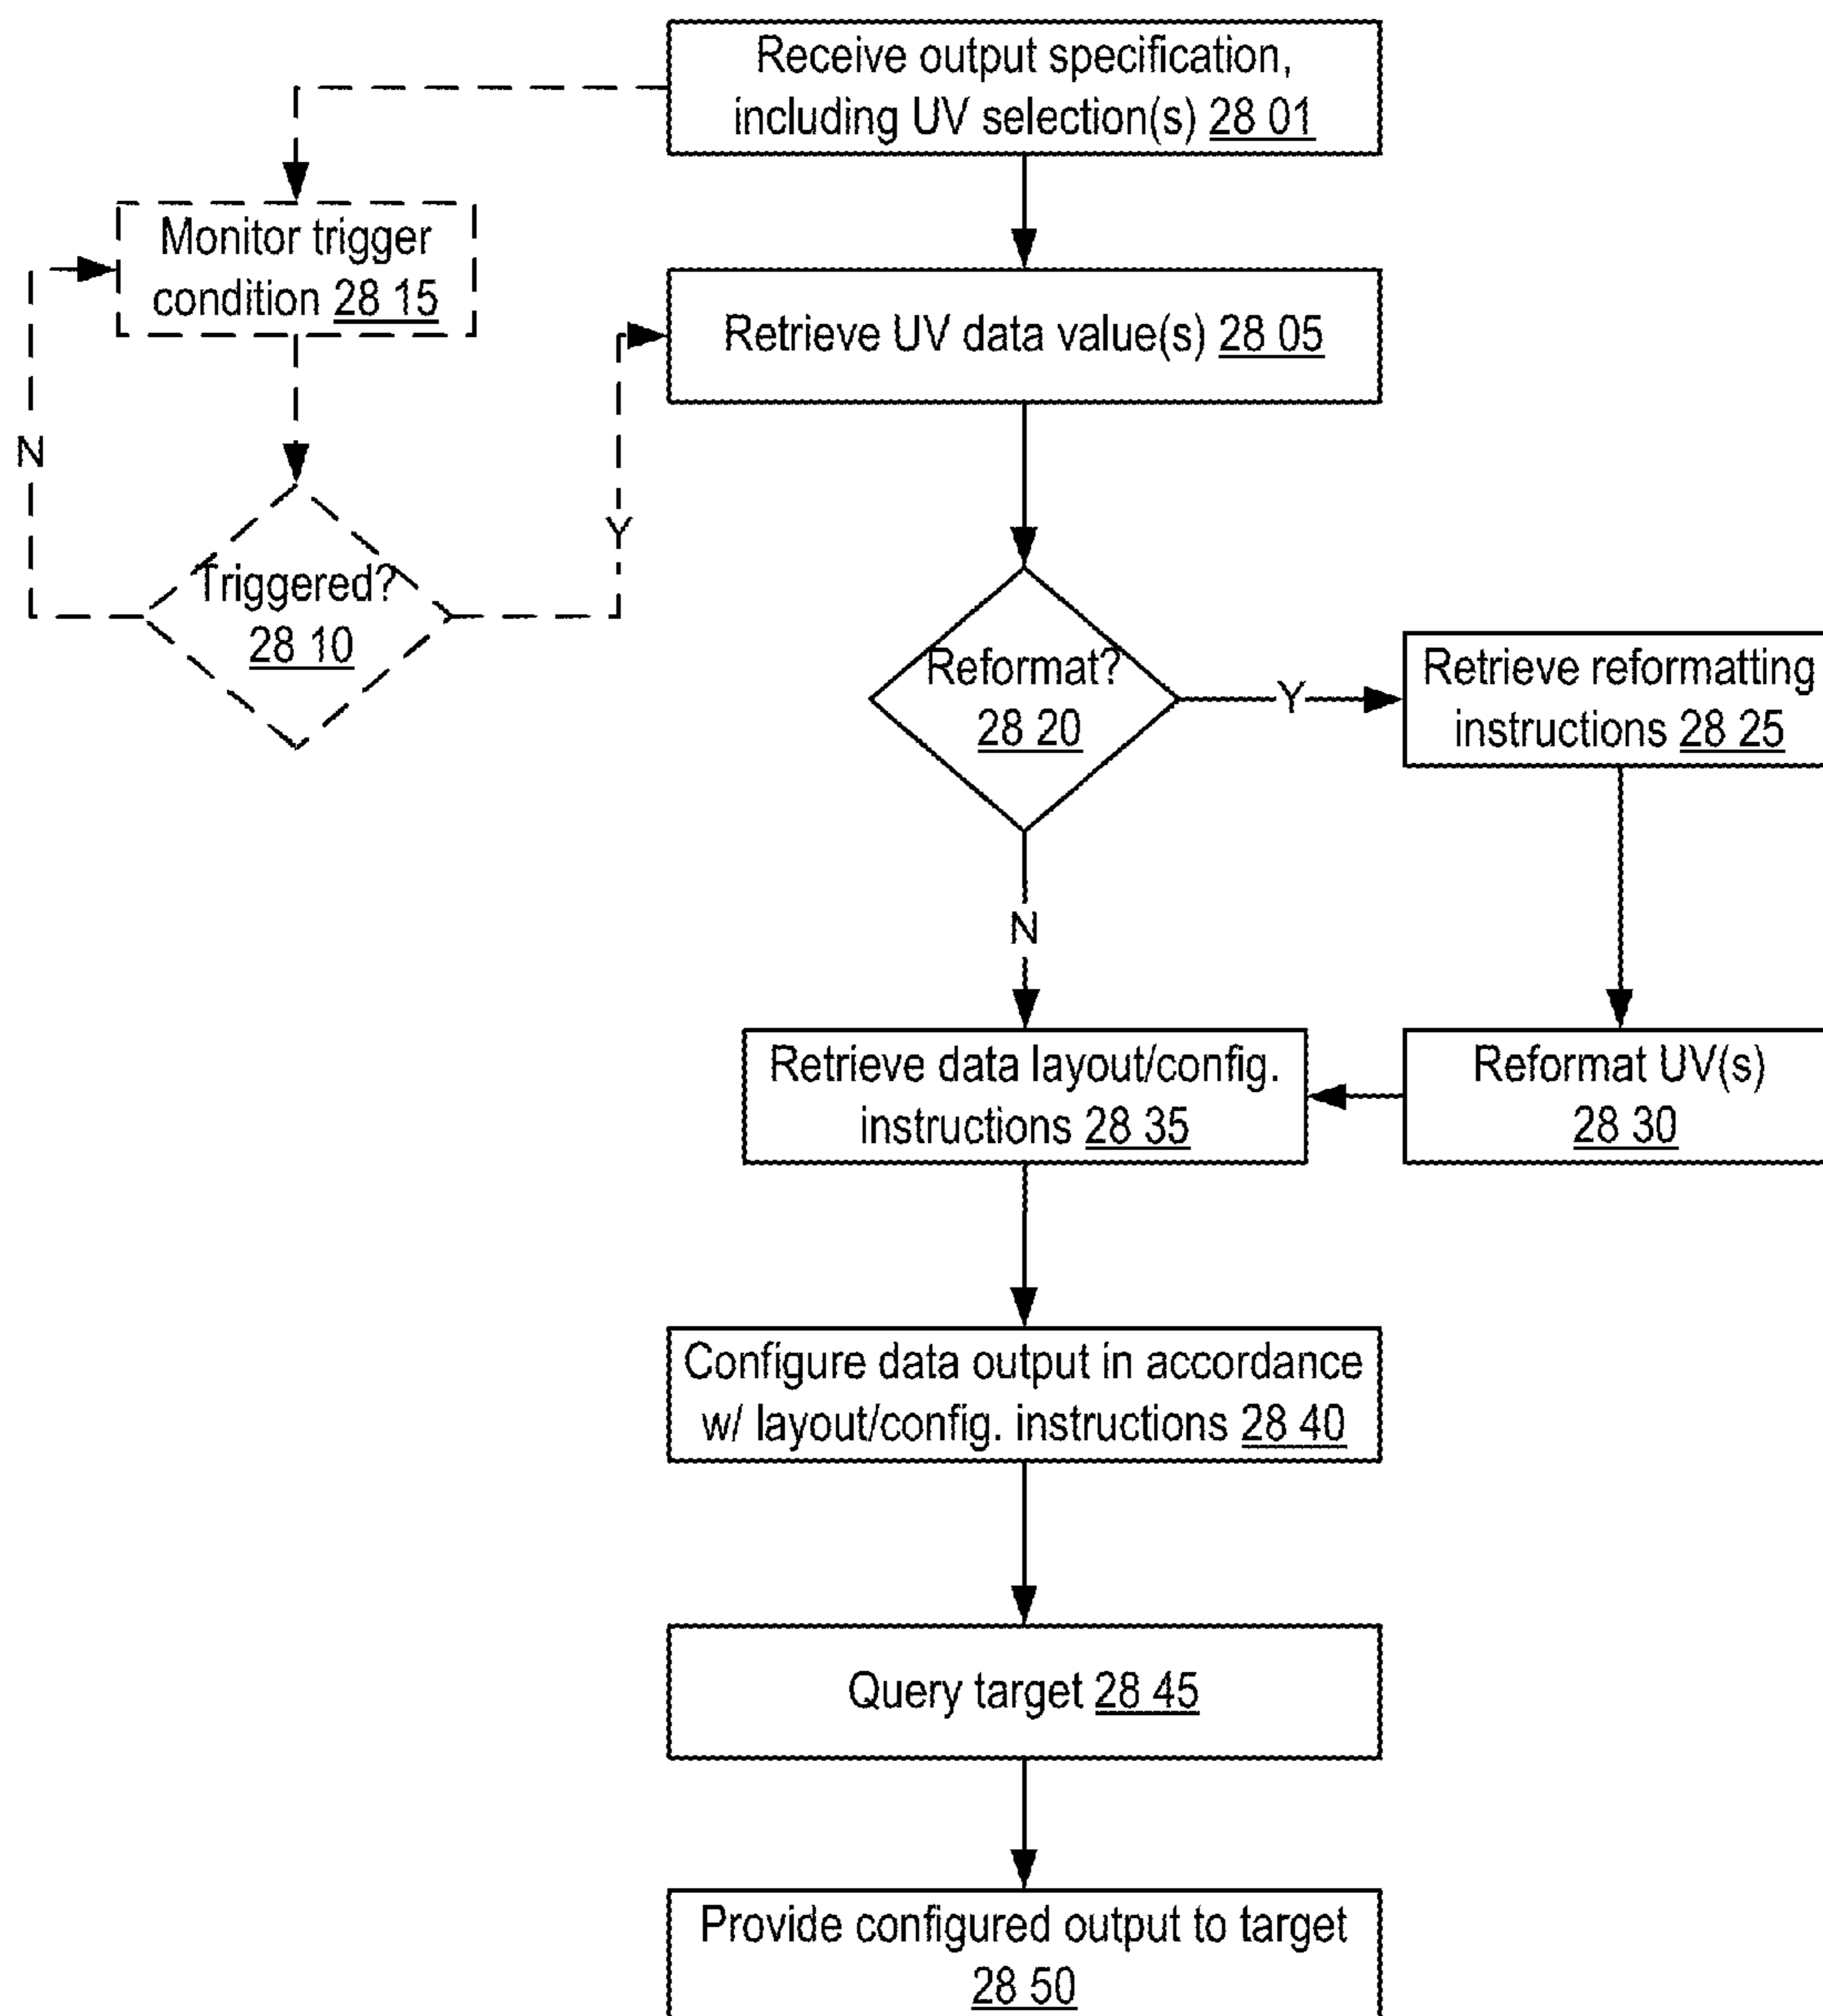 Receive output specification,
including UV selection(s) 28 01
Monitor trigger
condition 28 15
Retrieve UV data value(s) 28 05
N
Y
Triggered?
28 10
Reformat?
28 20
Y
Retrieve reformatting
instructions 28 25
N
Retrieve data layout/config.
instructions 28 35
Reformat UV(s)
28 30
Configure data output in accordance
w/ layout/config. instructions 28 40
Query target 28 45
Provide configured output to target
28 50